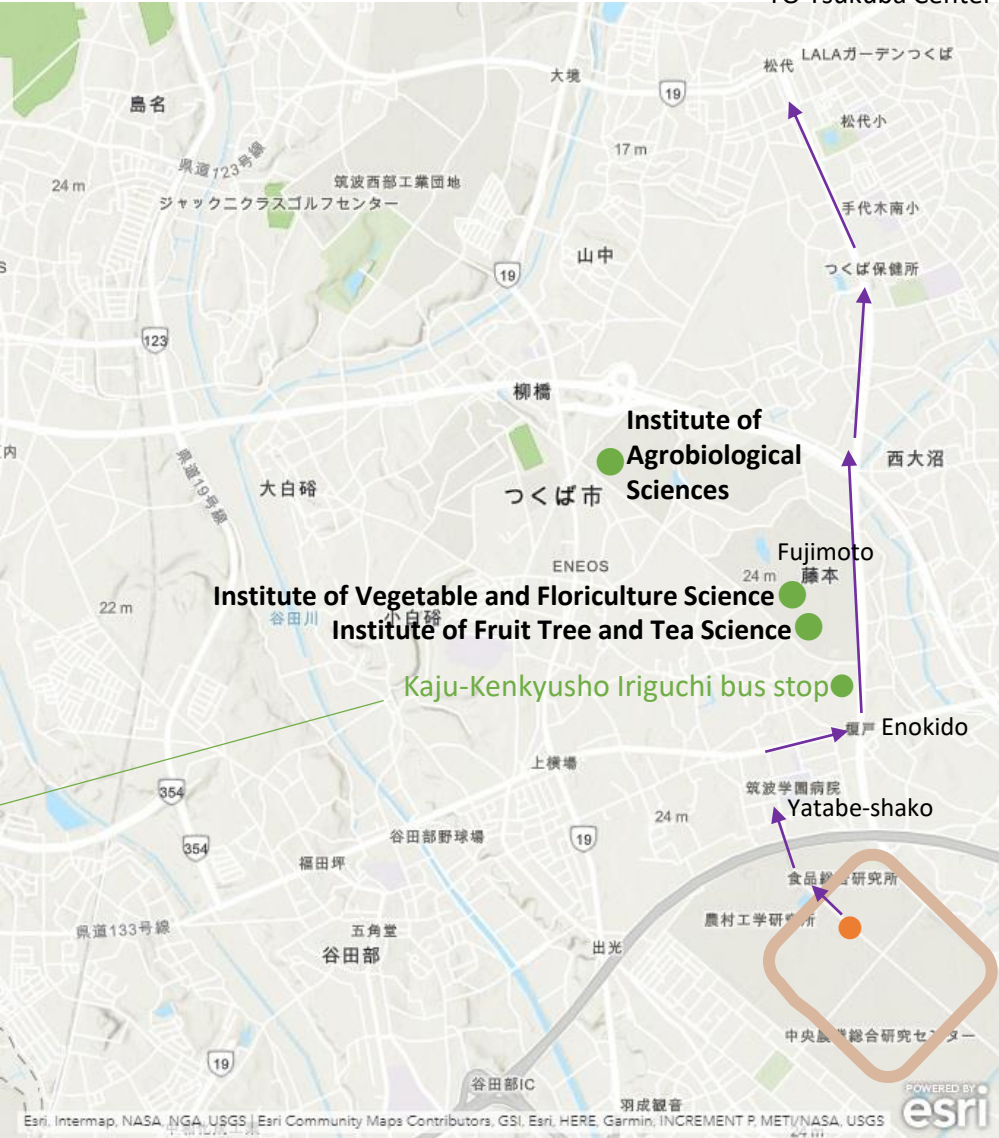 TO Tsukuba Center
LALAガーデンつくば
松代
大境
19
島名
松代小
県道123号線
17 m
24 m
筑波西部工業団地
ジャックニクラスゴルフセンター
手代木南小
山中
つくば保健所
19
123
柳橋
Institute of
Agrobiological
Sciences
内
西大沼
県道19号線
大白硲
つくば市
Fujimoto
ENEOS
24 m
藤本
Institute of Vegetable and Floriculture Science
22 m
谷田川
小白硲
Institute of Fruit Tree and Tea Science
Kaju-Kenkyusho Iriguchi bus stop
榎戸
Enokido
上横場
354
筑波学園病院
Yatabe-shako
24 m
谷田部野球場
19
354
福田坪
食品総合研究所
農村工学研究所
県道133号線
五角堂
出光
谷田部
中央農業総合研究センター
19
谷田部IC
POWERED BY
esri
羽成観音
Esri, Intermap, NASA, NGA, USGS | Esri Community Maps Contributors, GSI, Esri, HERE, Garmin, INCREMENT P, METI/NASA, USGS